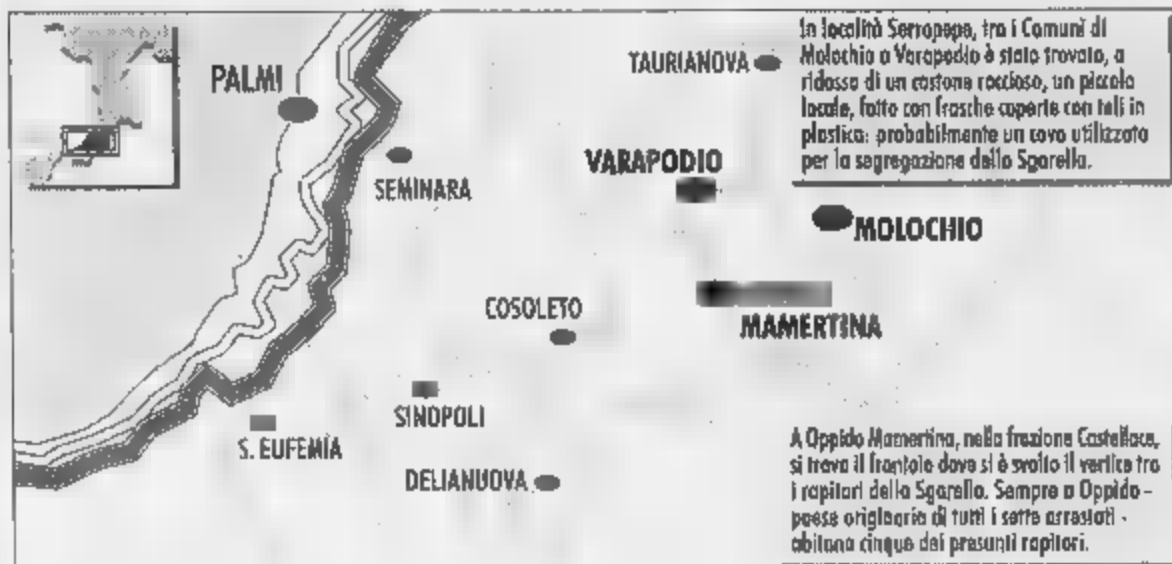 In località Serropepe, tra i Comuni di
Molochio a Varapodio è stato trovato, a
ridosso di un costone roccioso, un piccolo
locale, fatto con frasche coperte con teli in
plastica: probabilmente un covo utilizzato
per la segregazione della Sgarella.
TAURIANOVA
PALMI
VARAPODIO
SEMINARA
MOLOCHIO
COSOLETO
MAMERTINA
SINOPOLI
S. EUFEMIA
DELIANUOVA
A Oppido Mamertina, nella frazione Castellace,
si trova il frantoio dove si è svolto il vertice tra
i rapitori della Sgarella. Sempre a Oppido -
paese originario di tutti i sette arrestati -
abitano cinque dei presunti rapitori.